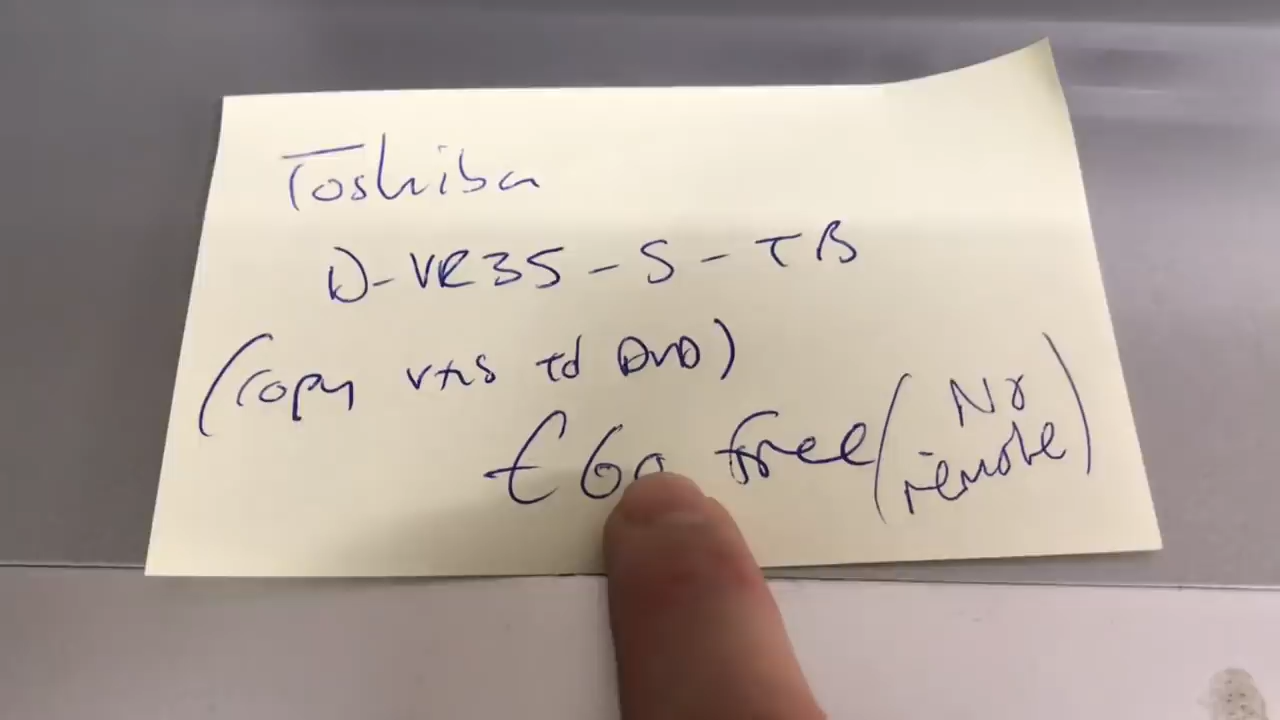 Toshiba
D-VR35-S-TB
(Copy VHS to DVD)
£60 free (No remote)